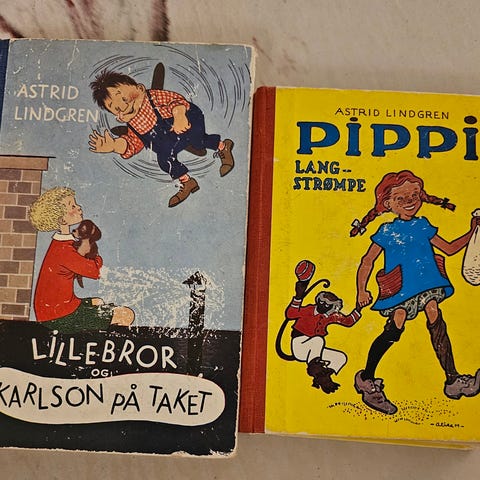 ASTRID
LINDGREN
LILLEBROR
OG
KARLSON PÅ TAKET
ASTRID LINDGREN
PIPPI
LANG-
STRØMPE